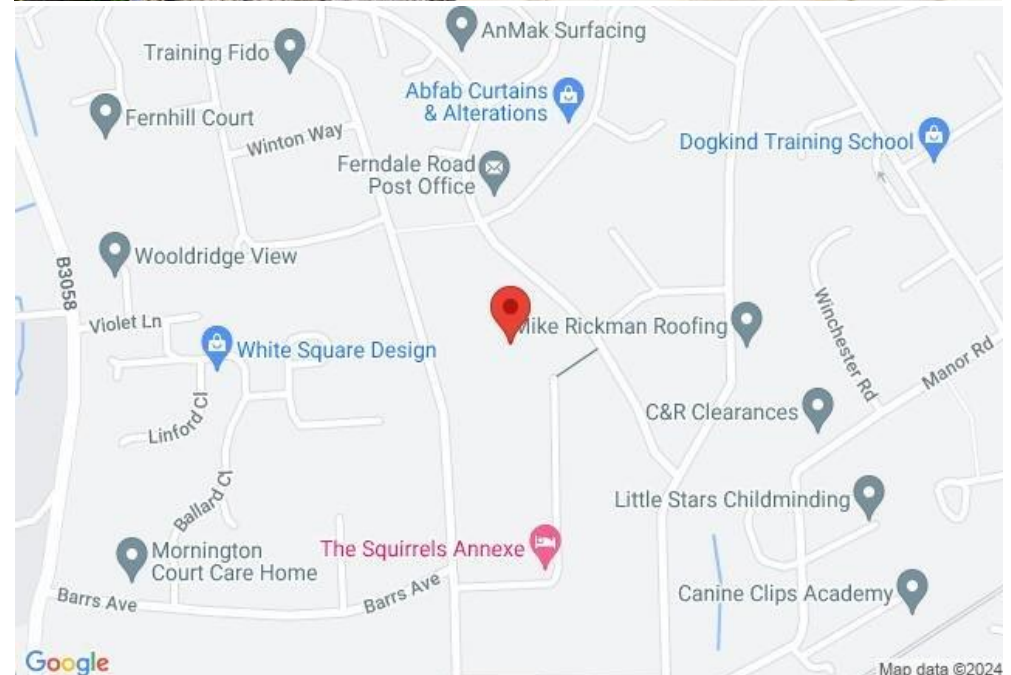 AnMak Surfacing
Training Fido
Abfab Curtains
& Alterations
Fernhill Court
Winton Way
Dogkind Training School
Ferndale Road
Post Office
Wooldridge View
B3058
Violet Ln
Mike Rickman Roofing
Winchester Rd
White Square Design
Manor Rd
Linford Cl
C&R Clearances
Ballard Cl
Little Stars Childminding
The Squirrels Annexe
Mornington
Court Care Home
Barrs Ave
Barrs Ave
Canine Clips Academy
Google
Map data ©2024